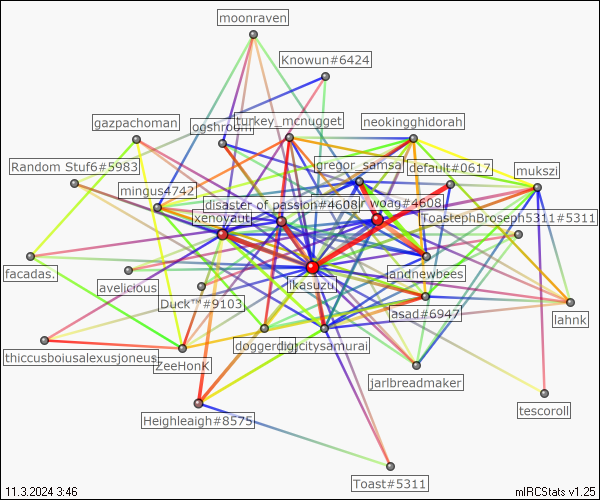 moonraven
Knowun#6424
gazpachoman
ogshroom
turkey_mcnugget
neokingghidorah
Random Stuf6#5983
gregor_samsa
default#0617
mukszi
mingus4742
disaster of passion#4608
woag#4608
xenoyaut
ToastephBroseph5311#5311
facadas.
avelicious
Duck™#9103
ikasuzu
andnewbees
asad#6947
lahnk
thiccusboiusalexusjoneus
ZeeHonK
doggerdog
bigcitysamurai
jarlbreadmaker
tescoroll
Heighleaigh#8575
Toast#5311
11.3.2024 3:46
mIRCStats v1.25